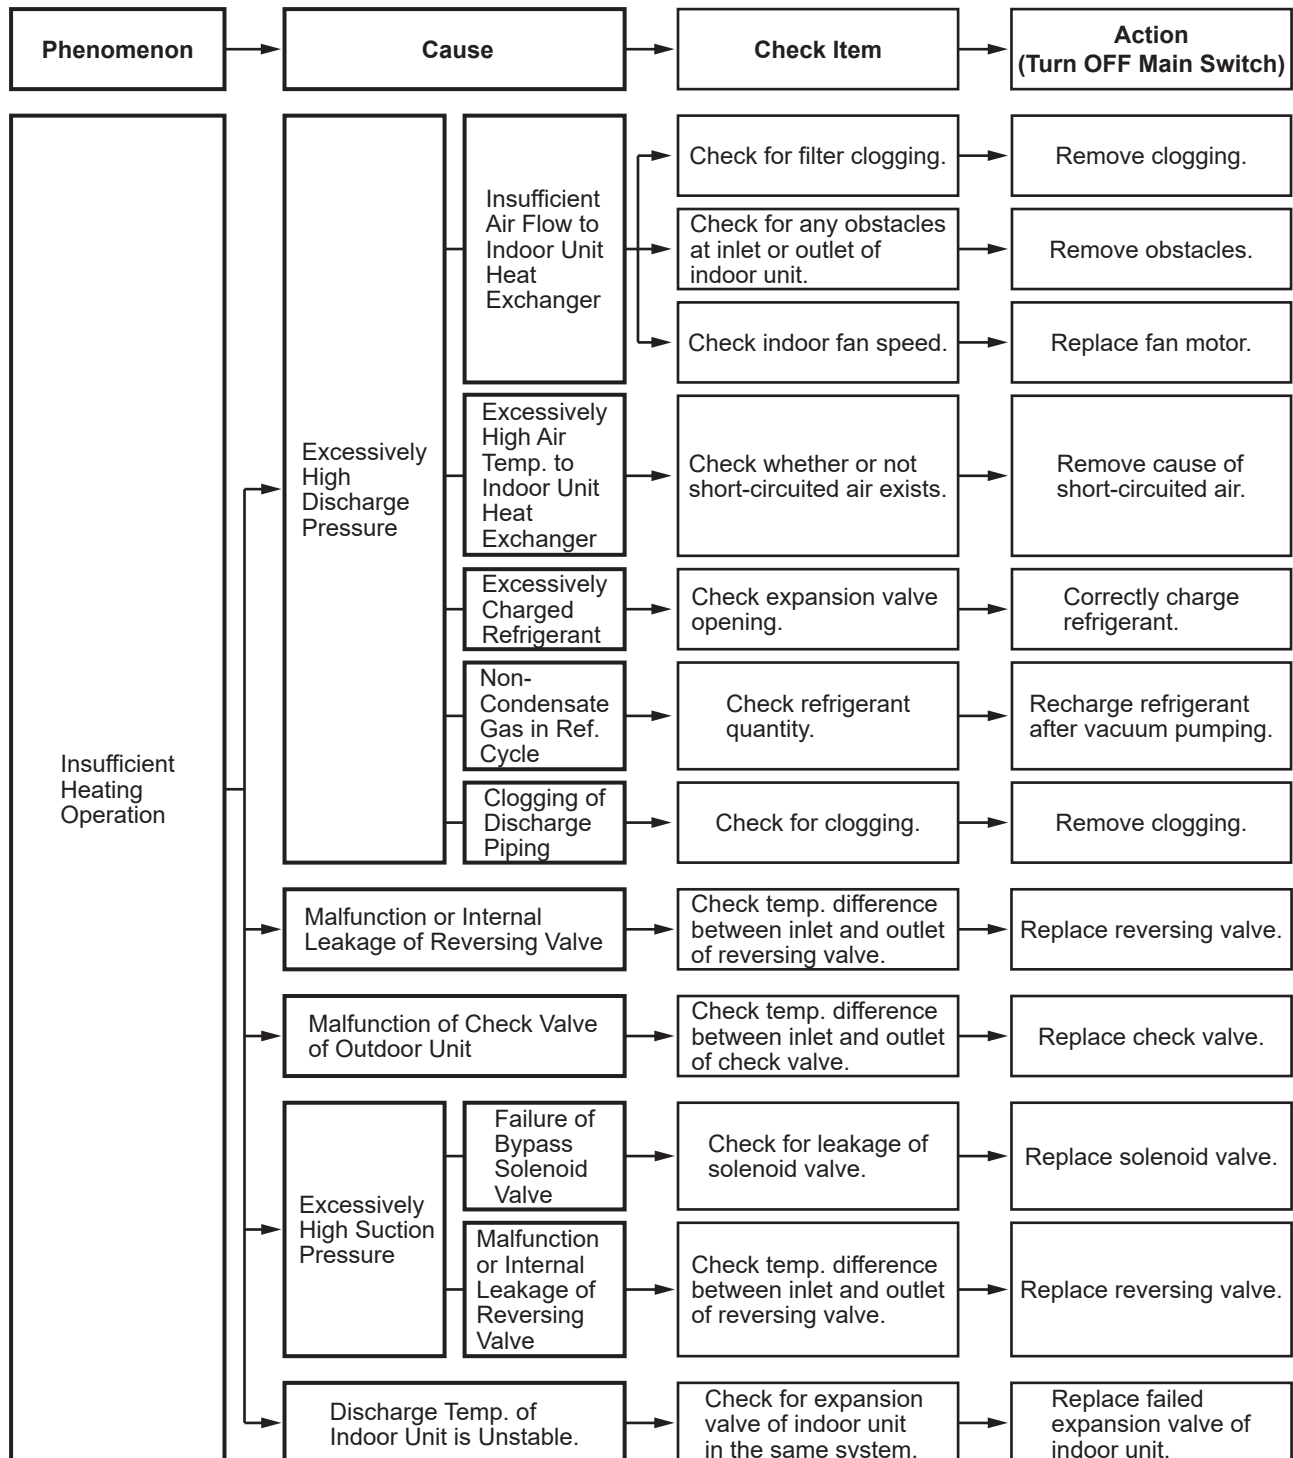 Phenomenon
Cause
Check Item
Action
(Turn OFF Main Switch)
Insufficient
Heating
Operation
Excessively
High
Discharge
Pressure
Insufficient
Air Flow to
Indoor Unit
Heat
Exchanger
Check for filter clogging.
Remove clogging.
Check for any obstacles
at inlet or outlet of
indoor unit.
Remove obstacles.
Check indoor fan speed.
Replace fan motor.
Excessively
High Air
Temp. to
Indoor Unit
Heat
Exchanger
Check whether or not
short-circuited air exists.
Remove cause of
short-circuited air.
Excessively
Charged
Refrigerant
Check expansion valve
opening.
Correctly charge
refrigerant.
Non-
Condensate
Gas in Ref.
Cycle
Check refrigerant
quantity.
Recharge refrigerant
after vacuum pumping.
Clogging of
Discharge
Piping
Check for clogging.
Remove clogging.
Malfunction or Internal
Leakage of Reversing Valve
Check temp. difference
between inlet and outlet
of reversing valve.
Replace reversing valve.
Malfunction of Check Valve
of Outdoor Unit
Check temp. difference
between inlet and outlet
of check valve.
Replace check valve.
Excessively
High Suction
Pressure
Failure of
Bypass
Solenoid
Valve
Check for leakage of
solenoid valve.
Replace solenoid valve.
Malfunction
or Internal
Leakage of
Reversing
Valve
Check temp. difference
between inlet and outlet
of reversing valve.
Replace reversing valve.
Discharge Temp. of
Indoor Unit is Unstable.
Check for expansion
valve of indoor unit
in the same system.
Replace failed
expansion valve of
indoor unit.